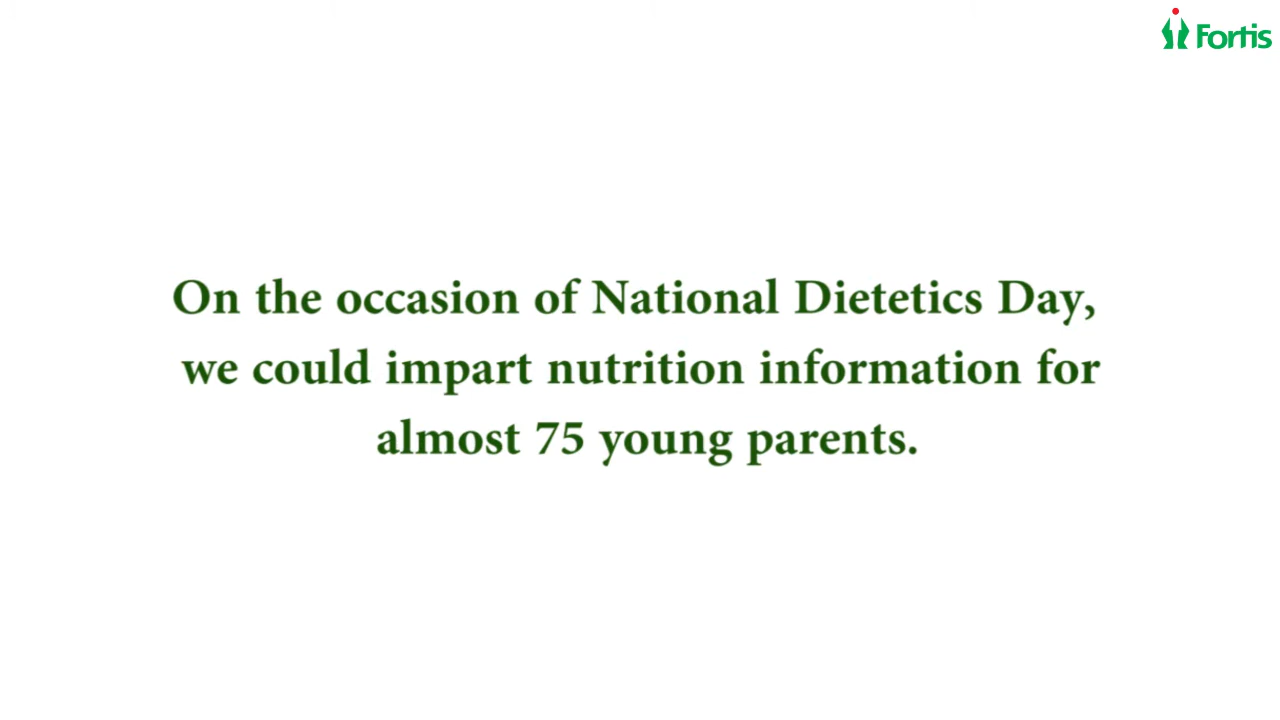 Fortis
On the occasion of National Dietetics Day,
we could impart nutrition information for
almost 75 young parents.